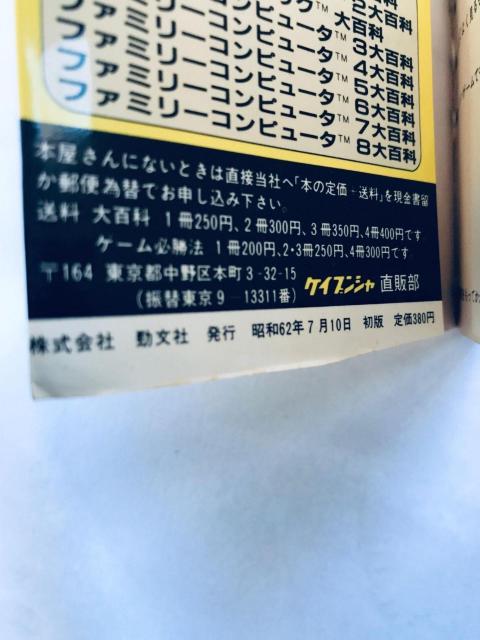 大百科
2大百科
ファミリーコンピュータ™ 3大百科
ファミリーコンピュータ™ 4大百科
ファミリーコンピュータ™ 5大百科
ファミリーコンピュータ™ 6大百科
ファミリーコンピュータ™ 7大百科
ファミリーコンピュータ™ 8大百科
本屋さんにないときは直接当社へ「本の定価+送料」を現金書留
か郵便為替でお申し込み下さい。
送料 大百科 1冊250円、2冊300円、3冊350円、4冊400円です
ゲーム必勝法 1冊200円、2・3冊250円、4冊300円です
〒164 東京都中野区本町3-32-15
(振替東京9-13311番) ケイブンシャ 直販部
株式会社 勁文社 発行 昭和62年7月10日 初版 定価380円